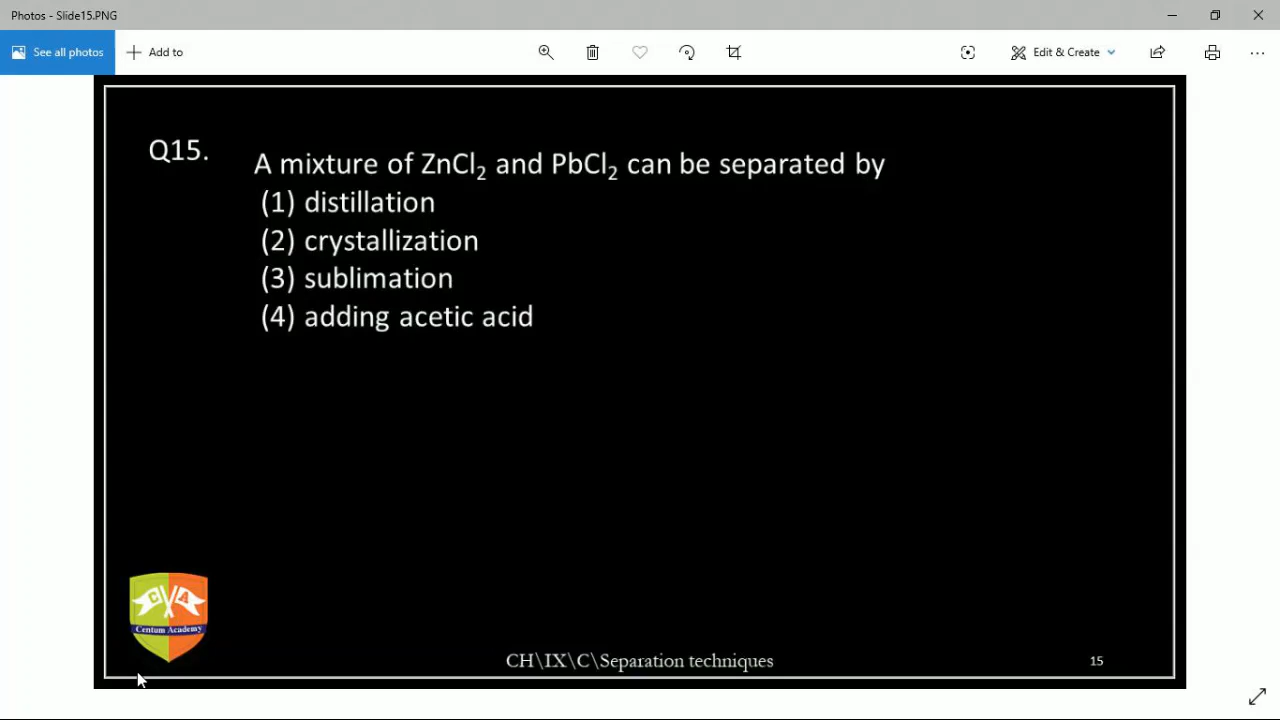 Photos - Slide15.PNG
See all photos
Add to
Edit & Create
Q15.
A mixture of ZnCl₂ and PbCl₂ can be separated by
(1) distillation
(2) crystallization
(3) sublimation
(4) adding acetic acid
C A
Centum Academy
CH\IX\C\Separation techniques
15